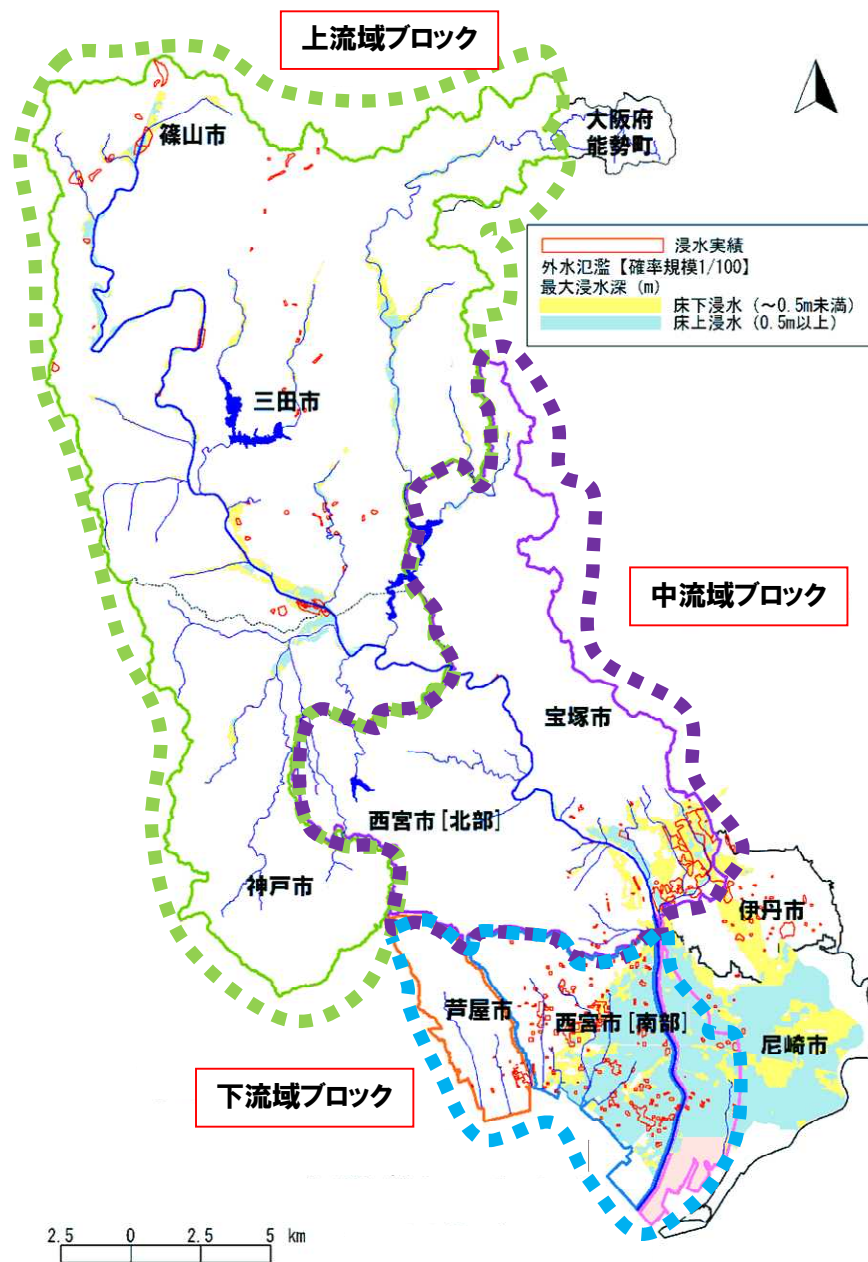 上流域ブロック
篠山市
大阪府
能勢町
浸水実績
外水氾濫【確率規模1/100】
最大浸水深（m）
床下浸水（～0.5m未満）
床上浸水（0.5m以上）
三田市
中流域ブロック
宝塚市
西宮市［北部］
神戸市
伊丹市
芦屋市
西宮市［南部］
尼崎市
下流域ブロック
2.5 0 2.5 5 km